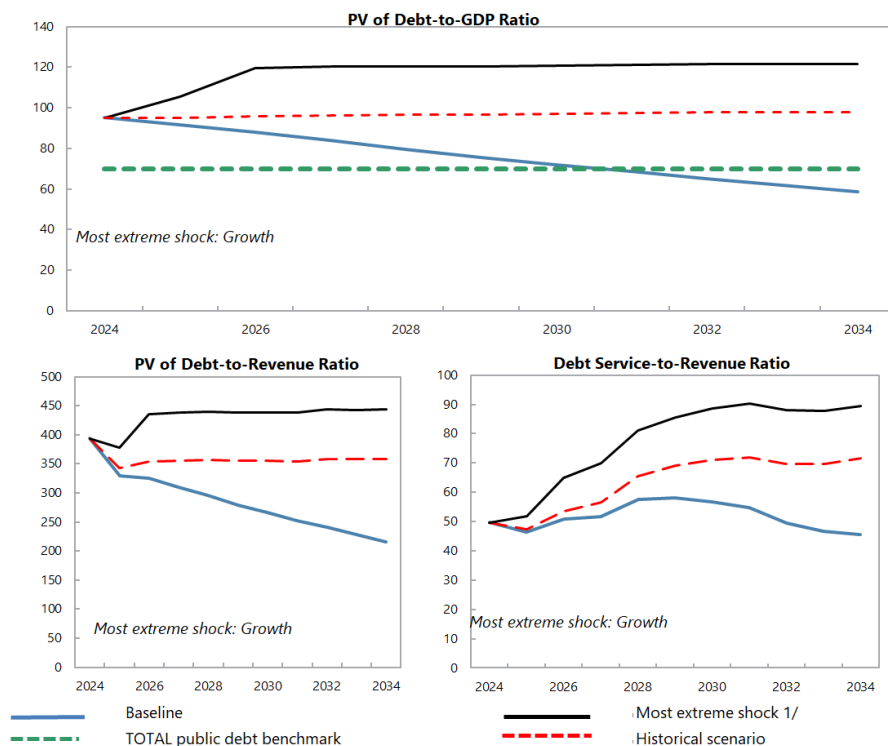 PV of Debt-to-GDP Ratio
140
120
100
80
60
40
20
0
Most extreme shock: Growth
2024 2026 2028 2030 2032 2034
PV of Debt-to-Revenue Ratio
500
450
400
350
300
250
200
150
100
50
0
Most extreme shock: Growth
2024 2026 2028 2030 2032 2034
Debt Service-to-Revenue Ratio
100
90
80
70
60
50
40
30
20
10
0
Most extreme shock: Growth
2024 2026 2028 2030 2032 2034
Baseline
Most extreme shock 1/
TOTAL public debt benchmark
Historical scenario